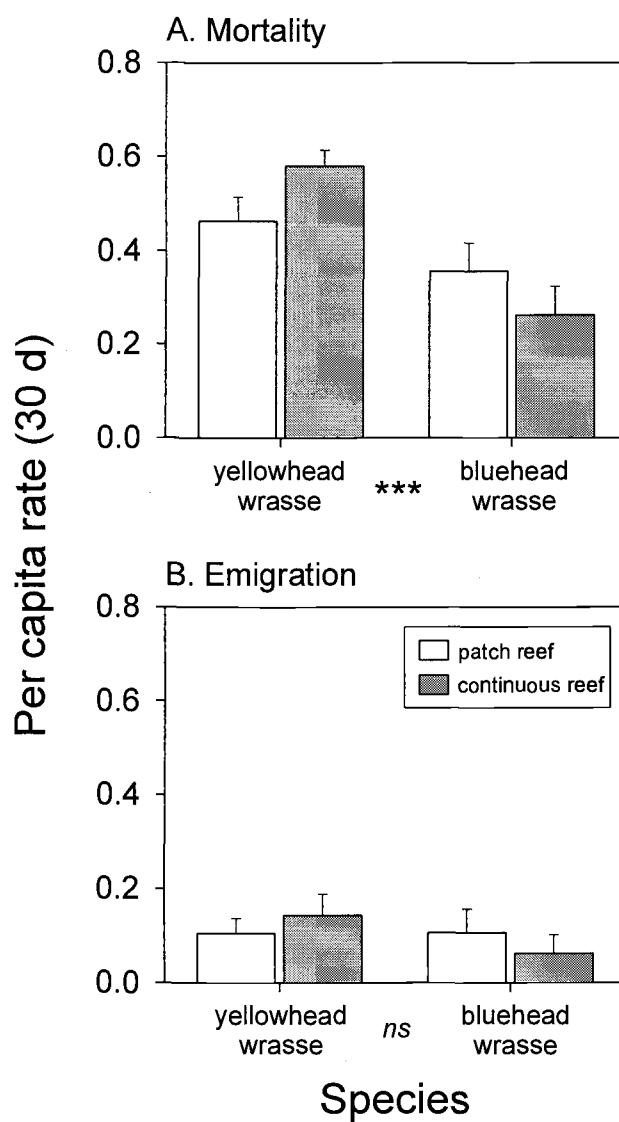 A. Mortality
0.8
0.6
0.4
0.2
0.0
yellowhead wrasse
***
bluehead wrasse
B. Emigration
0.8
0.6
0.4
0.2
0.0
patch reef
continuous reef
yellowhead wrasse
ns
bluehead wrasse
Species
Per capita rate (30 d)